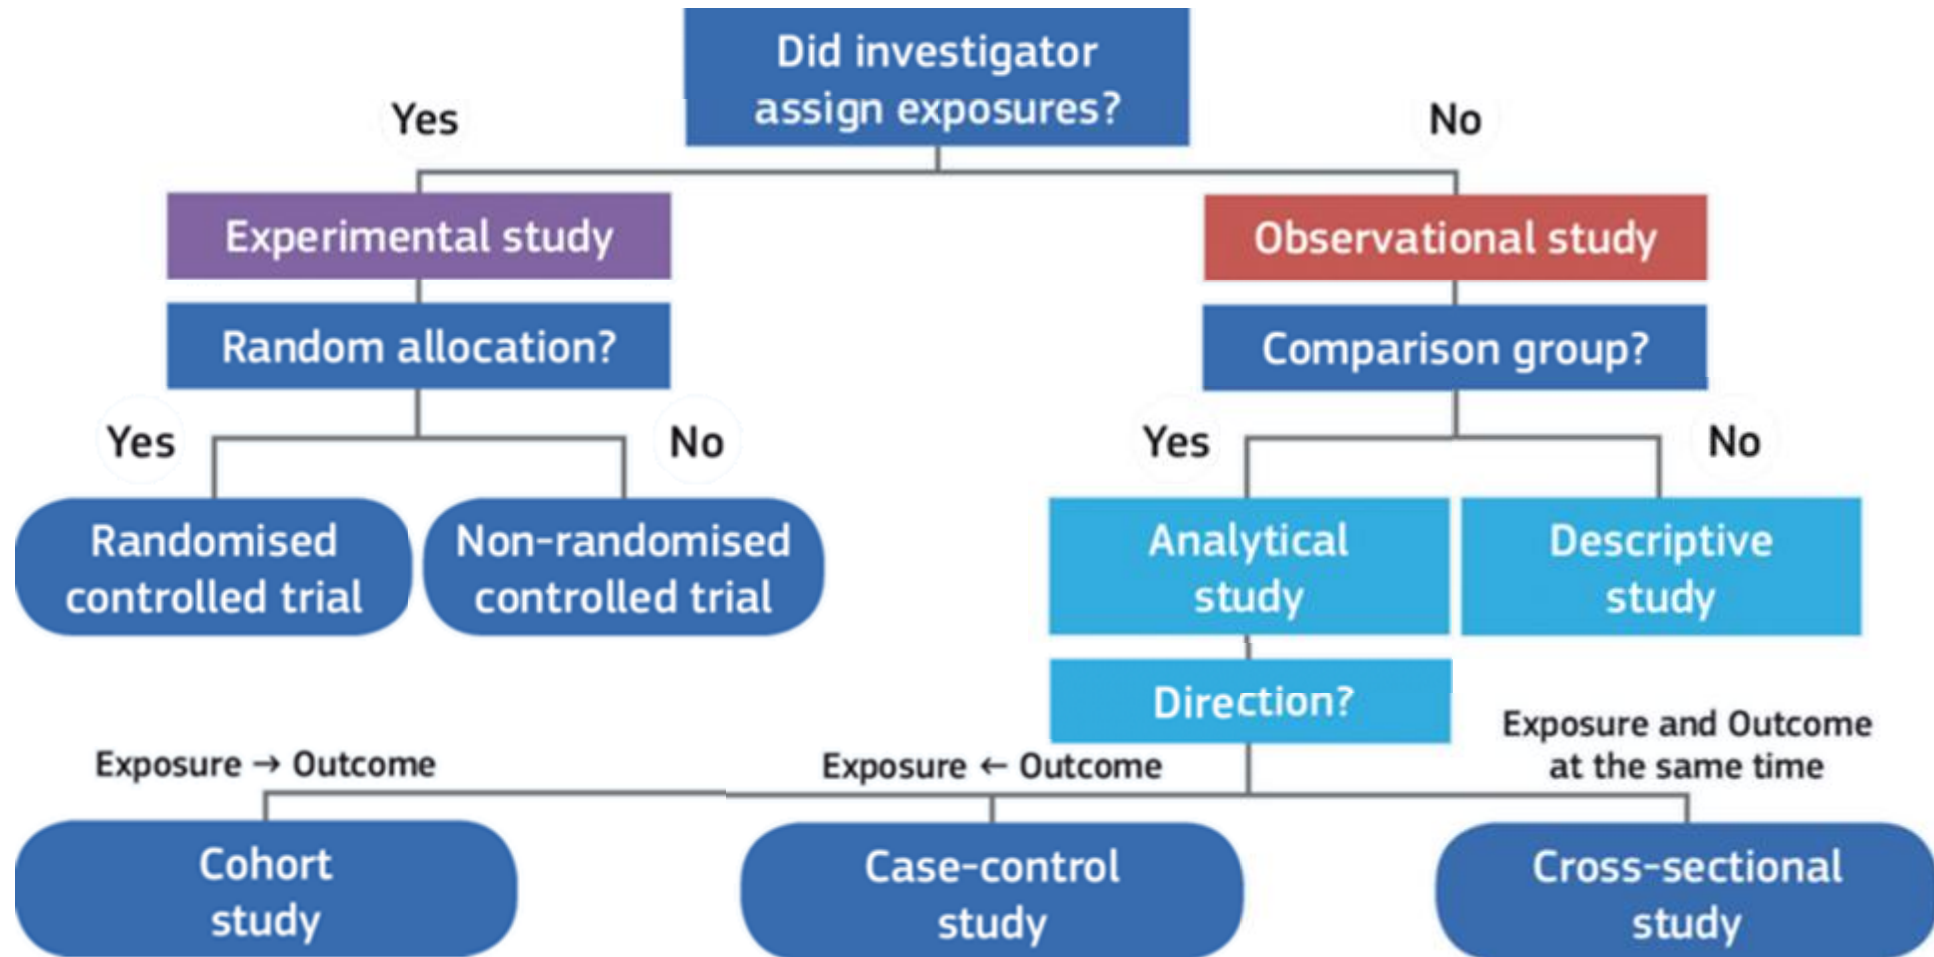 Did investigator
assign exposures?
Yes
No
Experimental study
Observational study
Random allocation?
Comparison group?
Yes
No
Yes
No
Randomised
controlled trial
Non-randomised
controlled trial
Analytical
study
Descriptive
study
Direction?
Exposure → Outcome
Exposure ← Outcome
Exposure and Outcome
at the same time
Cohort
study
Case-control
study
Cross-sectional
study